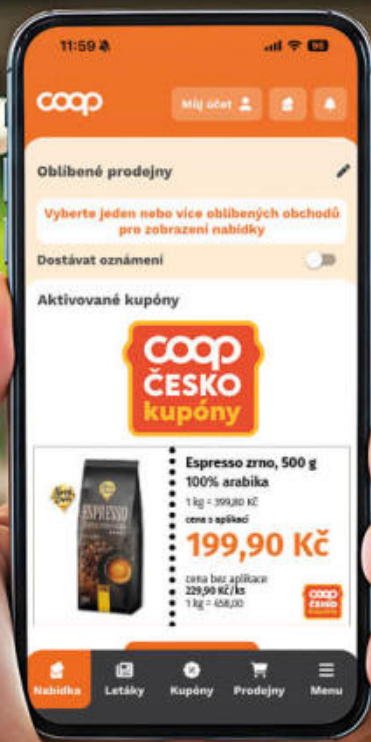 11:59
coop
Můj účet
Oblíbené prodejny
Vyberte jeden nebo více oblíbených obchodů
pro zobrazení nabídky
Dostávat oznámení
Aktivované kupóny
coop
ČESKO
kupóny
Espresso zrno, 500 g
100% arabika
1 kg = 399,80 Kč
cena s aplikací
199,90 Kč
cena bez aplikace
229,90 Kč/ks
1 kg = 458,00
ESPRESSO
coop
ČESKO
kupóny
Nabídka
Letáky
Kupóny
Prodejny
Menu